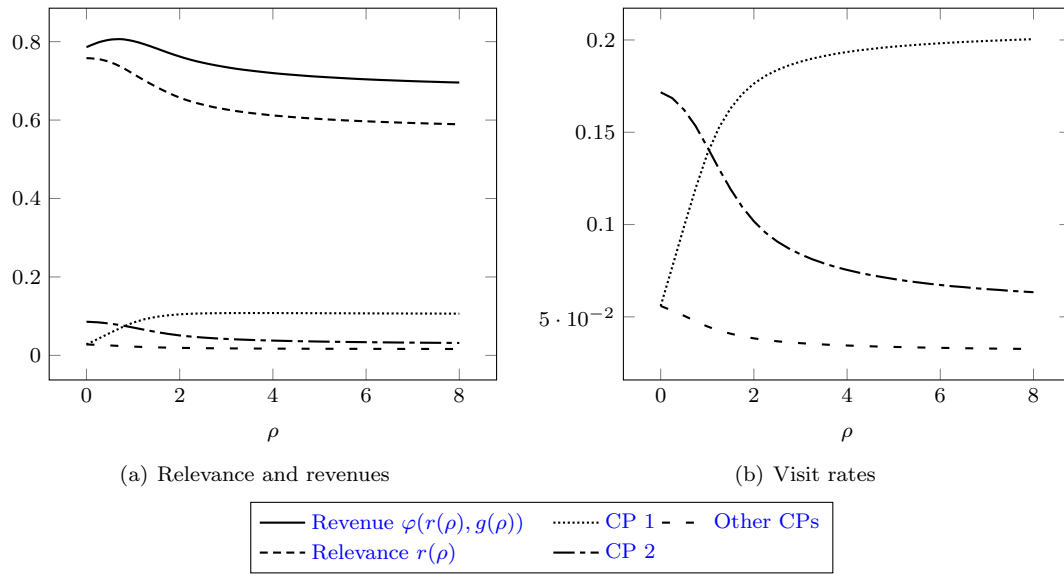 0.8
0.6
0.4
0.2
0
0 2 4 6 8
ρ
(a) Relevance and revenues
0.2
0.15
0.1
5 · 10⁻²
0 2 4 6 8
ρ
(b) Visit rates
Revenue φ(r(ρ), g(ρ)) CP 1 Other CPs
Relevance r(ρ) CP 2